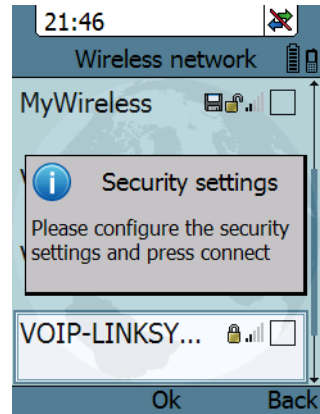 21:46
Wireless network
MyWireless
Security settings
Please configure the security
settings and press connect
VOIP-LINKSY...
Ok
Back